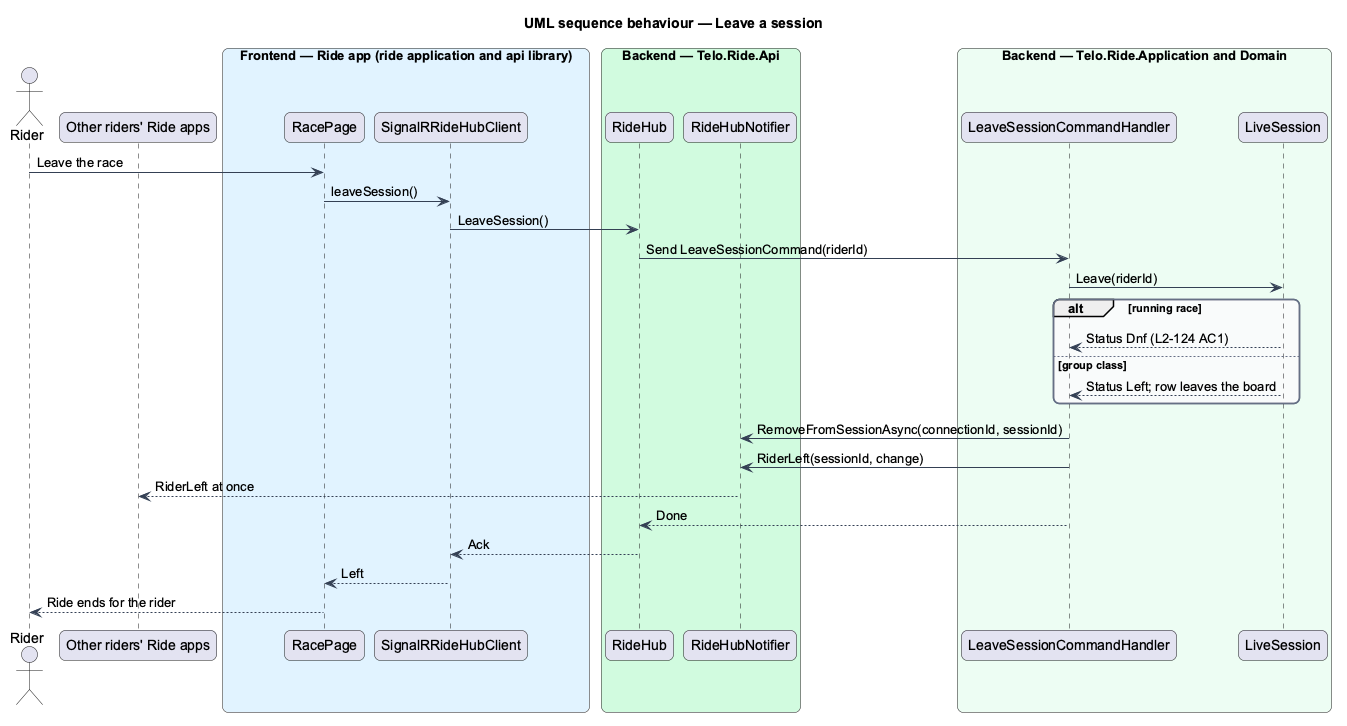 UML sequence behaviour — Leave a session
Frontend — Ride app (ride application and api library)
Backend — Telo.Ride.Api
Backend — Telo.Ride.Application and Domain
Rider
Other riders' Ride apps
RacePage
SignalRRideHubClient
RideHub
RideHubNotifier
LeaveSessionCommandHandler
LiveSession
Leave the race
leaveSession()
LeaveSession()
Send LeaveSessionCommand(riderId)
Leave(riderId)
alt
[running race]
Status Dnf (L2-124 AC1)
[group class]
Status Left; row leaves the board
RemoveFromSessionAsync(connectionId, sessionId)
RiderLeft(sessionId, change)
RiderLeft at once
Done
Ack
Left
Ride ends for the rider
Rider
Other riders' Ride apps
RacePage
SignalRRideHubClient
RideHub
RideHubNotifier
LeaveSessionCommandHandler
LiveSession